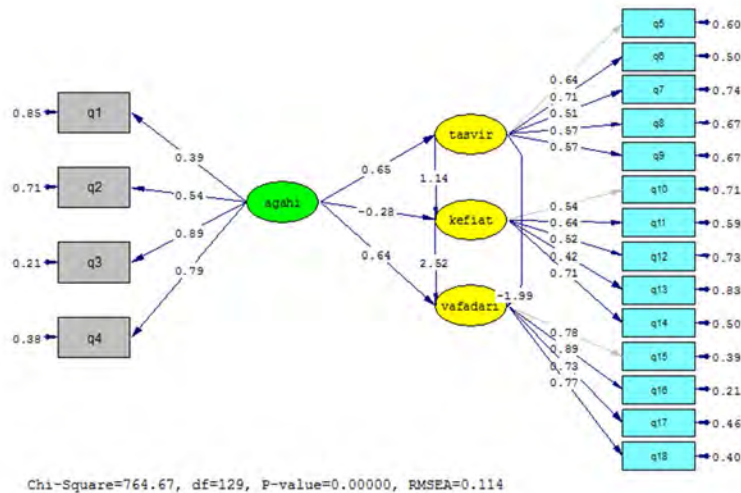 q5
0.60
q6
0.50
0.64
q7
0.74
0.71
0.51
q1
0.85
q8
0.67
0.57
tasvir
0.57
q9
0.67
0.39
0.65
q2
0.71
1.14
q10
0.71
0.54
agahi
0.54
-0.28
kefiat
0.64
q11
0.59
0.52
q12
0.73
0.89
0.42
q3
0.21
0.64
2.52
0.71
q13
0.83
0.79
-1.99
vafadari
q14
0.50
q4
0.38
0.78
q15
0.39
0.89
0.73
q16
0.21
0.77
q17
0.46
q18
0.40
Chi-Square=764.67, df=129, P-value=0.00000, RMSEA=0.114